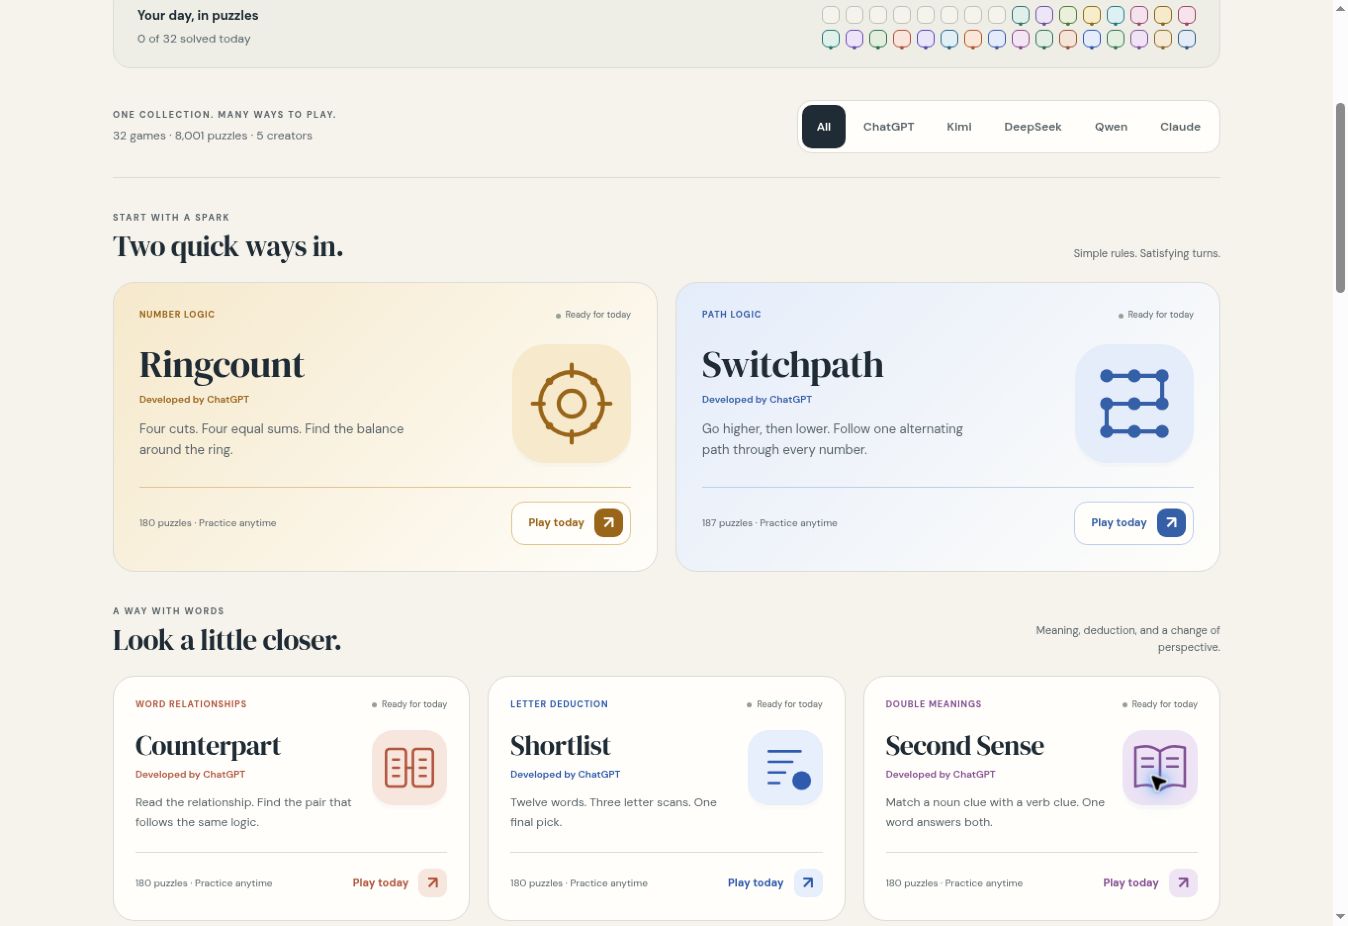 Your day, in puzzles
0 of 32 solved today
ONE COLLECTION. MANY WAYS TO PLAY.
32 games · 8,001 puzzles · 5 creators
All ChatGPT Kimi DeepSeek Qwen Claude
START WITH A SPARK
Two quick ways in.
Simple rules. Satisfying turns.
NUMBER LOGIC
Ready for today
Ringcount
Developed by ChatGPT
Four cuts. Four equal sums. Find the balance
around the ring.
180 puzzles · Practice anytime
Play today
PATH LOGIC
Ready for today
Switchpath
Developed by ChatGPT
Go higher, then lower. Follow one alternating
path through every number.
187 puzzles · Practice anytime
Play today
A WAY WITH WORDS
Look a little closer.
Meaning, deduction, and a change of
perspective.
WORD RELATIONSHIPS
Ready for today
Counterpart
Developed by ChatGPT
Read the relationship. Find the pair that
follows the same logic.
180 puzzles · Practice anytime
Play today
LETTER DEDUCTION
Ready for today
Shortlist
Developed by ChatGPT
Twelve words. Three letter scans. One
final pick.
180 puzzles · Practice anytime
Play today
DOUBLE MEANINGS
Ready for today
Second Sense
Developed by ChatGPT
Match a noun clue with a verb clue. One
word answers both.
180 puzzles · Practice anytime
Play today